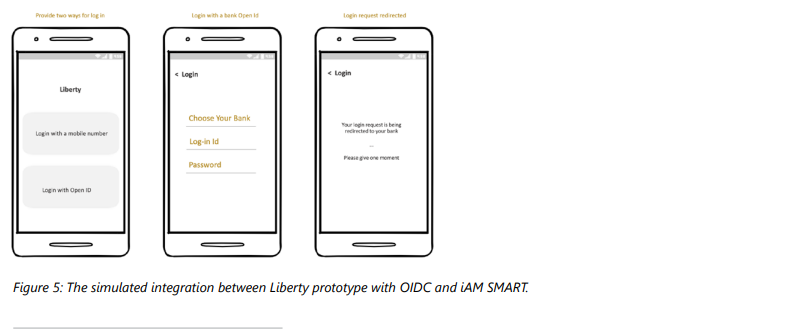 Provide two ways for log in
Login with a bank Open Id
Login request redirected
Liberty
Login with a mobile number
Login with Open ID
< Login
Choose Your Bank
Log-in Id
Password
< Login
Your login request is being
redirected to your bank
...
Please give one moment
Figure 5: The simulated integration between Liberty prototype with OIDC and iAM SMART.